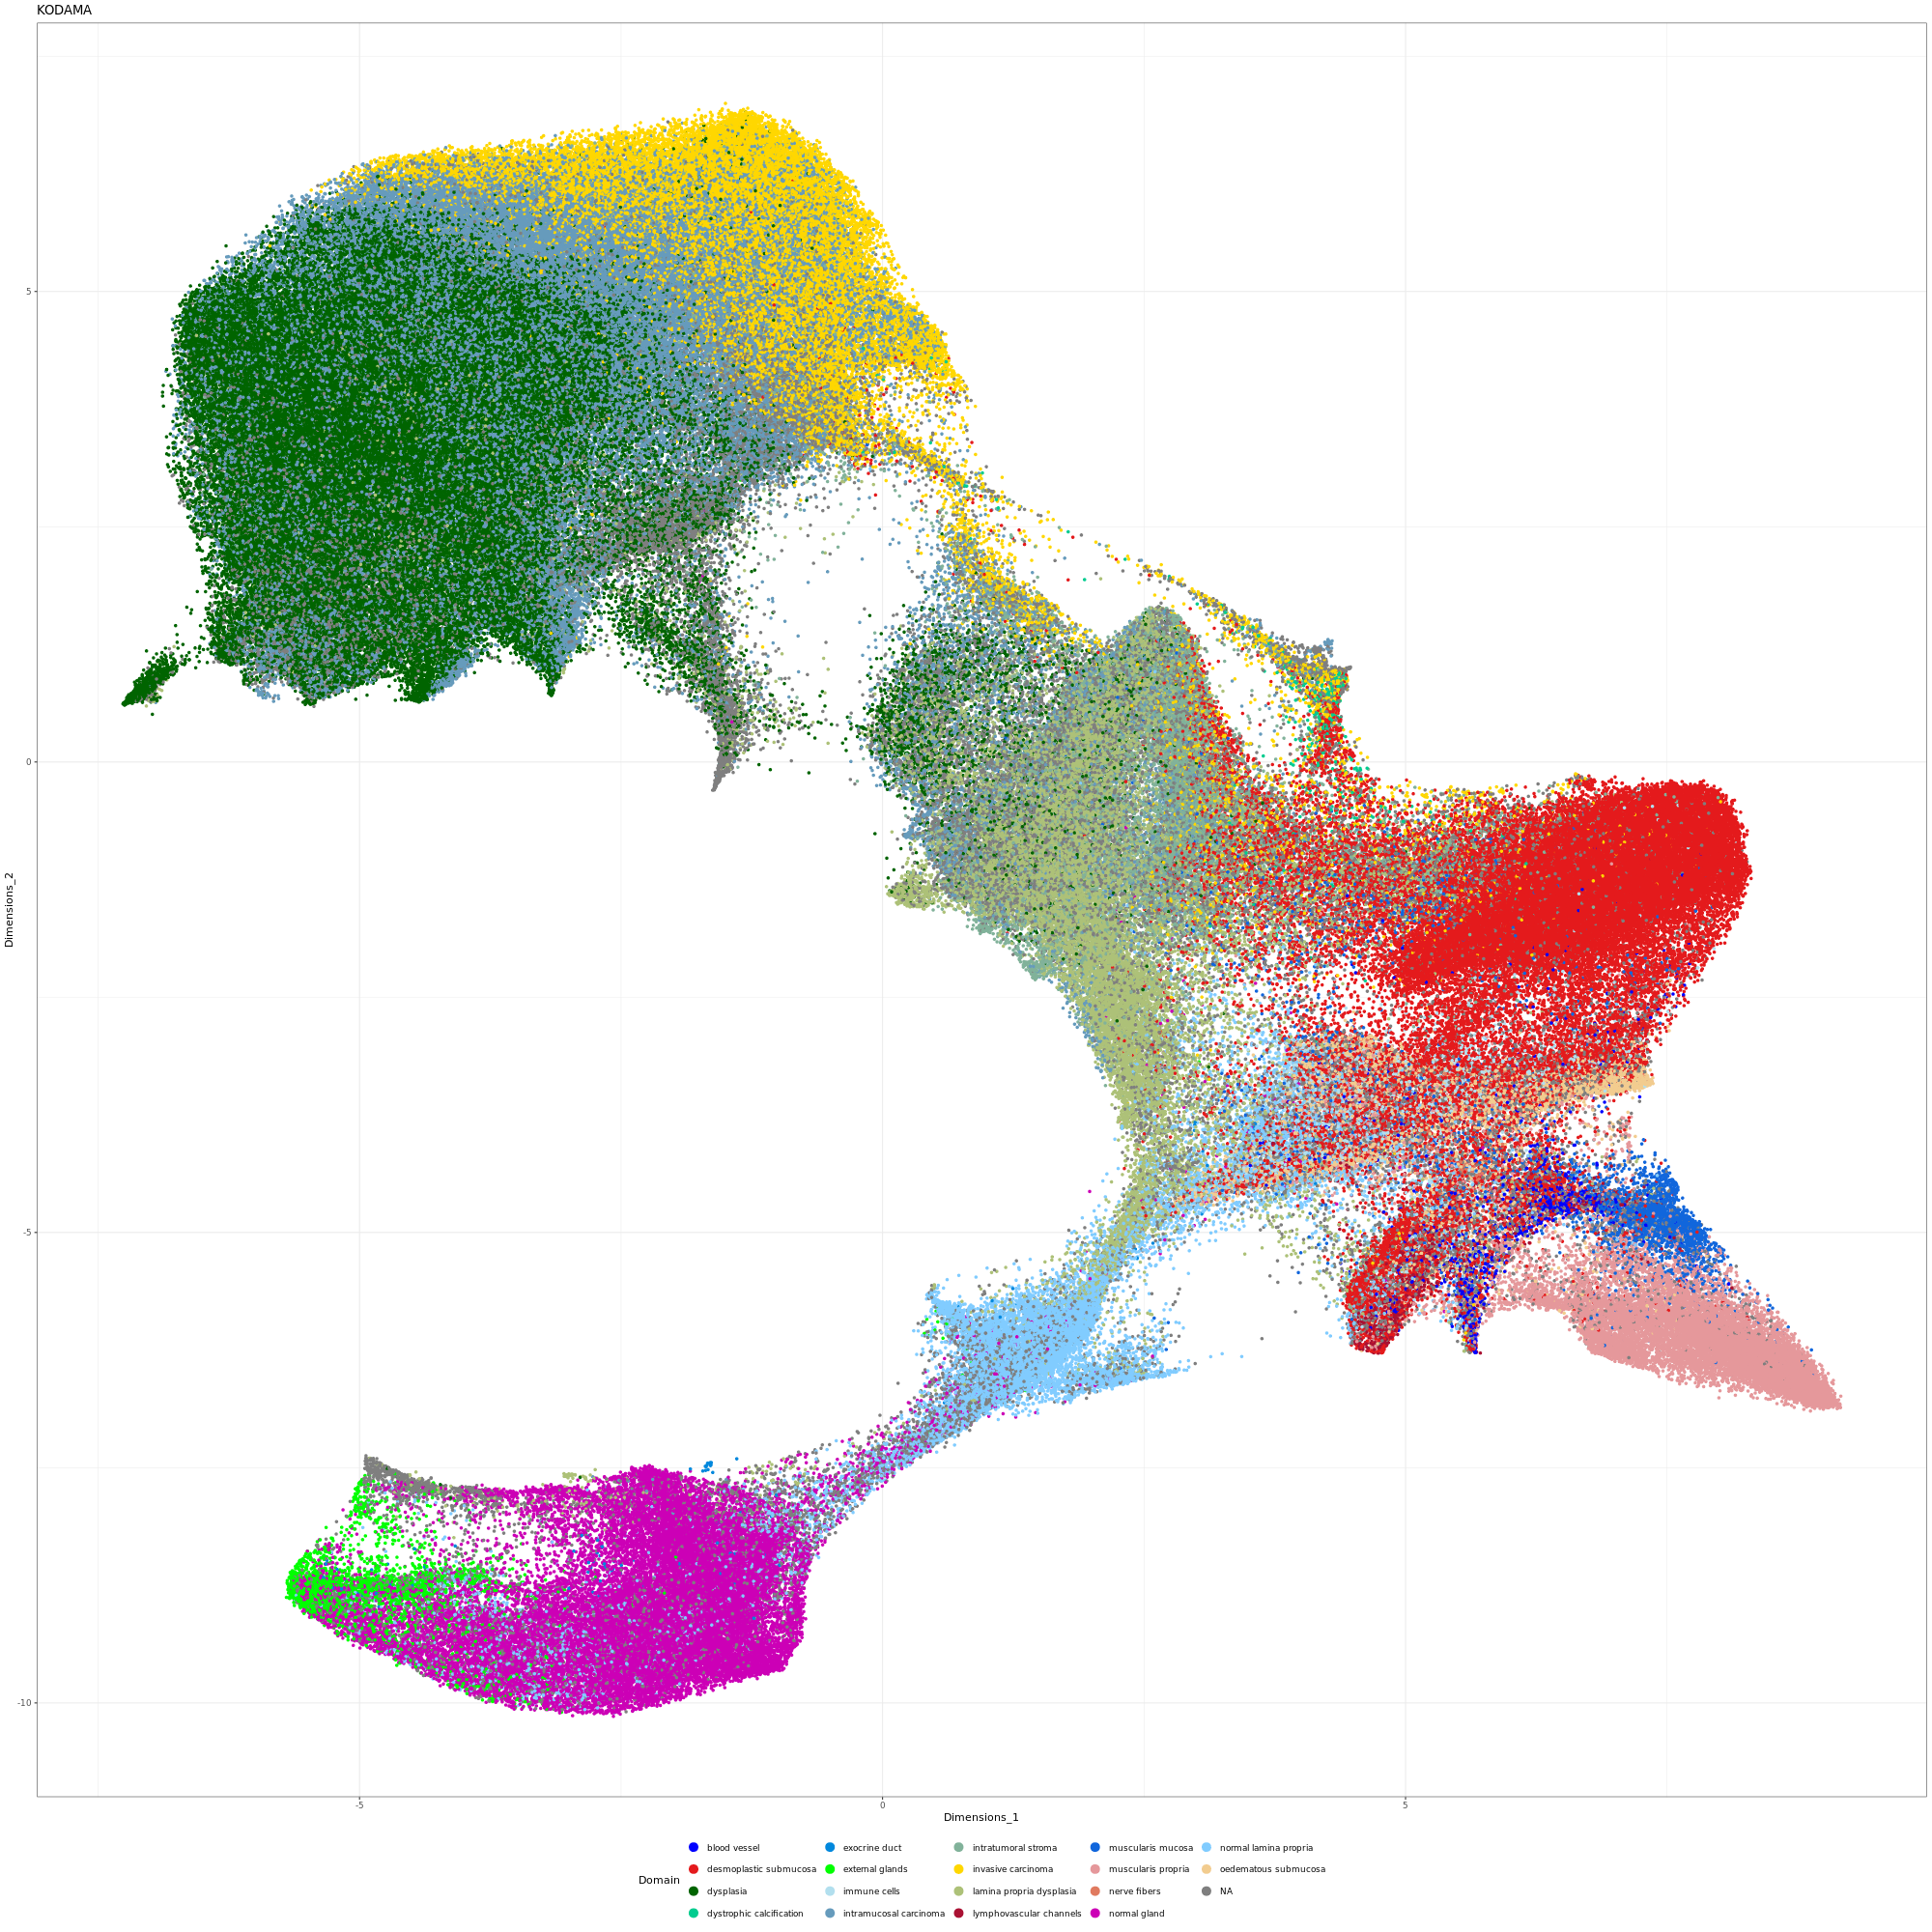 KODAMA
5
0
-5
-10
Dimensions_2
-5 0 5
Dimensions_1
Domain
blood vessel exocrine duct intratumoral stroma muscularis mucosa normal lamina propria
desmoplastic submucosa external glands invasive carcinoma muscularis propria oedematous submucosa
dysplasia immune cells lamina propria dysplasia nerve fibers NA
dystrophic calcification intramucosal carcinoma lymphovascular channels normal gland